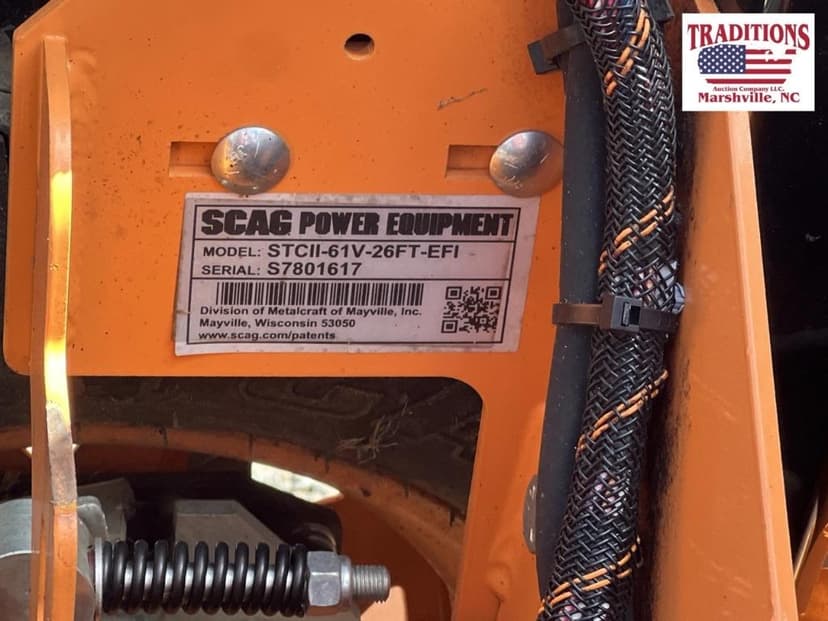 TRADITIONS
Auction Company LLC.
Marshville, NC
SCAG POWER EQUIPMENT
MODEL: STCII-61V-26FT-EFI
SERIAL: S7801617
Division of Metalcraft of Mayville, Inc.
Mayville, Wisconsin 53050
www.scag.com/patents